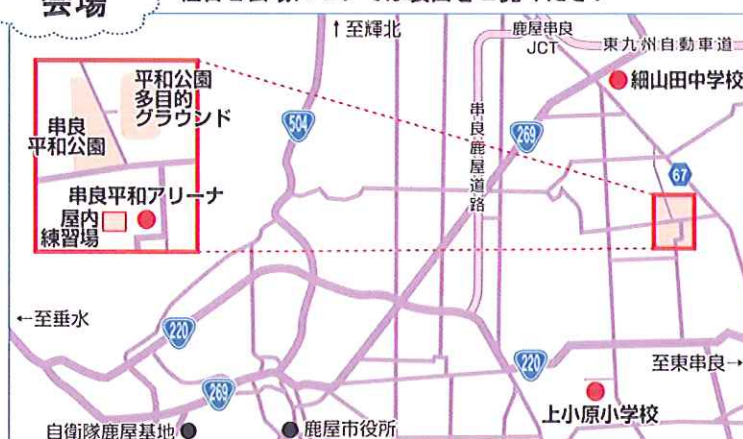 会場
↑至輝北
鹿屋串良
JCT
東九州自動車道
細山田中学校
平和公園
多目的
グラウンド
串良
平和公園
504
串良鹿屋道路
269
67
串良平和アリーナ
屋内
練習場
←至垂水
220
220
至東串良→
269
上小原小学校
自衛隊鹿屋基地
鹿屋市役所